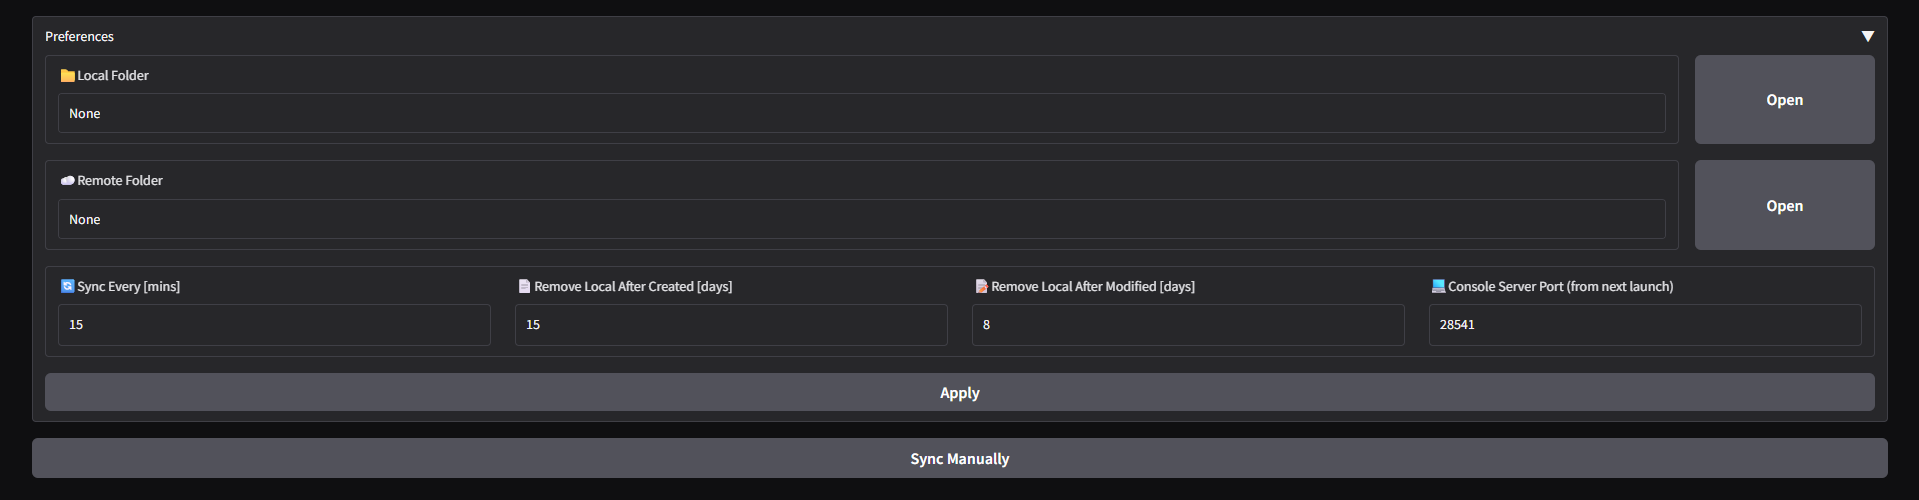 Preferences
Local Folder
None
Open
Remote Folder
None
Open
Sync Every [mins]
15
Remove Local After Created [days]
15
Remove Local After Modified [days]
8
Console Server Port (from next launch)
28541
Apply
Sync Manually